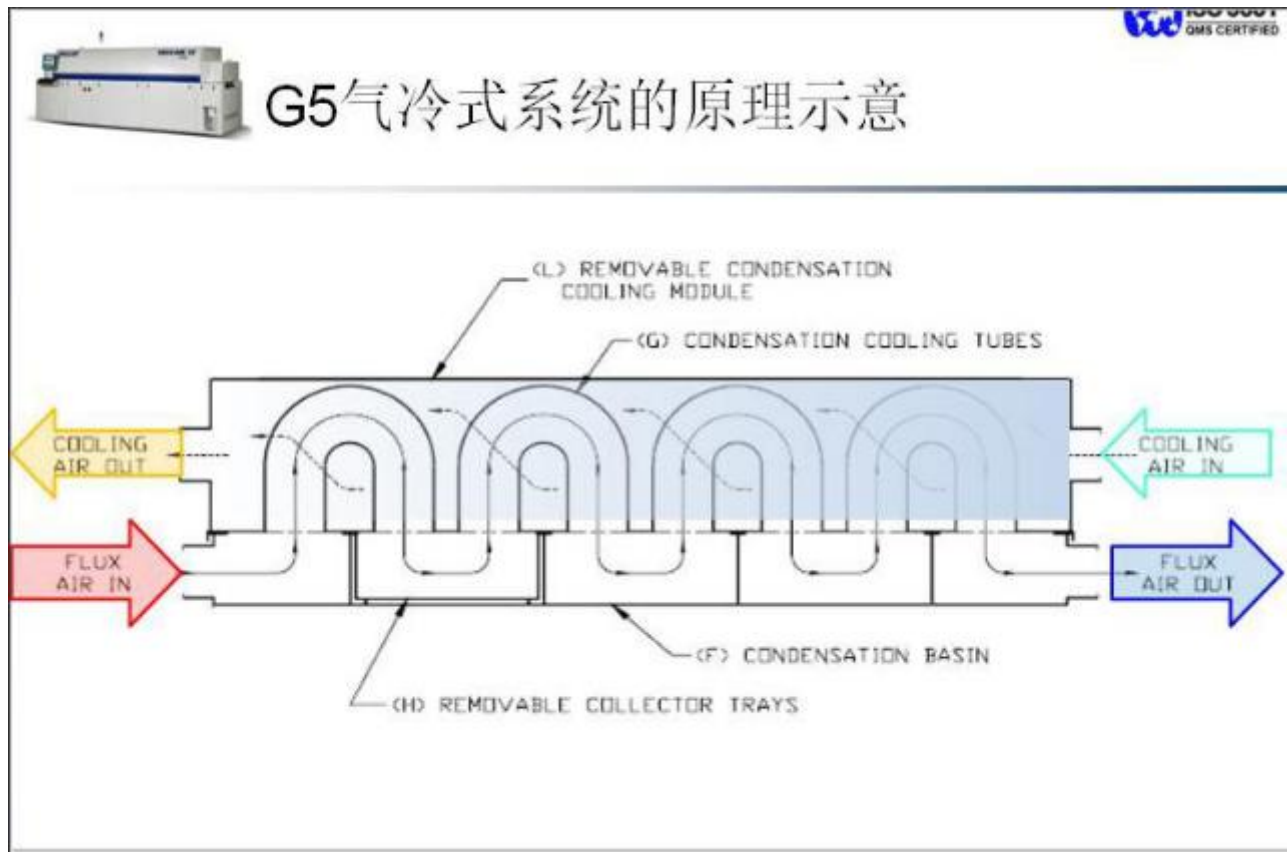 QMS CERTIFIED
G5气冷式系统的原理示意
(L) REMOVABLE CONDENSATION
COOLING MODULE
(G) CONDENSATION COOLING TUBES
COOLING
AIR OUT
COOLING
AIR IN
FLUX
AIR IN
FLUX
AIR OUT
(F) CONDENSATION BASIN
(H) REMOVABLE COLLECTOR TRAYS